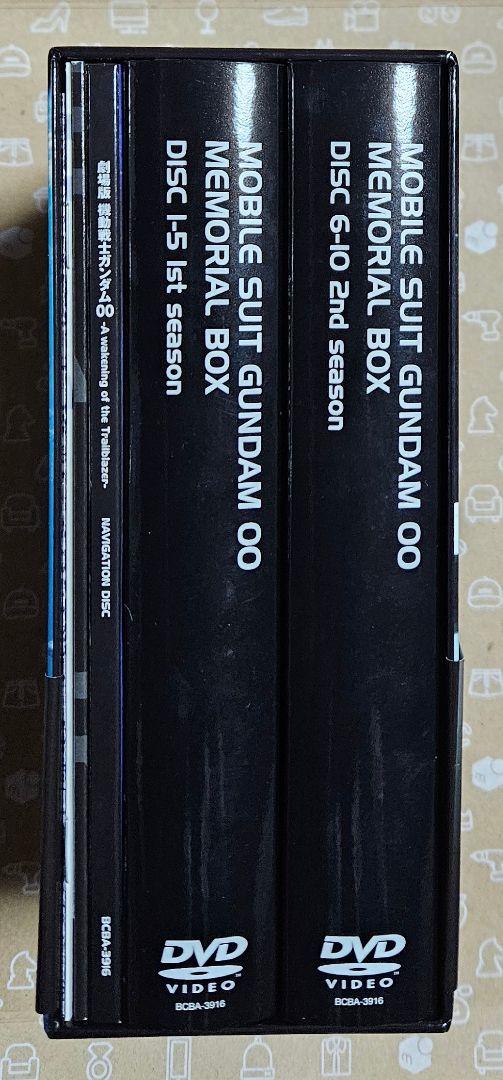 劇場版 機動戦士ガンダム00
-A wakening of the Trailblazer-
NAVIGATION DISC
BCBA-3916
MOBILE SUIT GUNDAM 00
MEMORIAL BOX
DISC 1-5 1st season
DVD
VIDEO
BCBA-3916
MOBILE SUIT GUNDAM 00
MEMORIAL BOX
DISC 6-10 2nd season
DVD
VIDEO
BCBA-3916